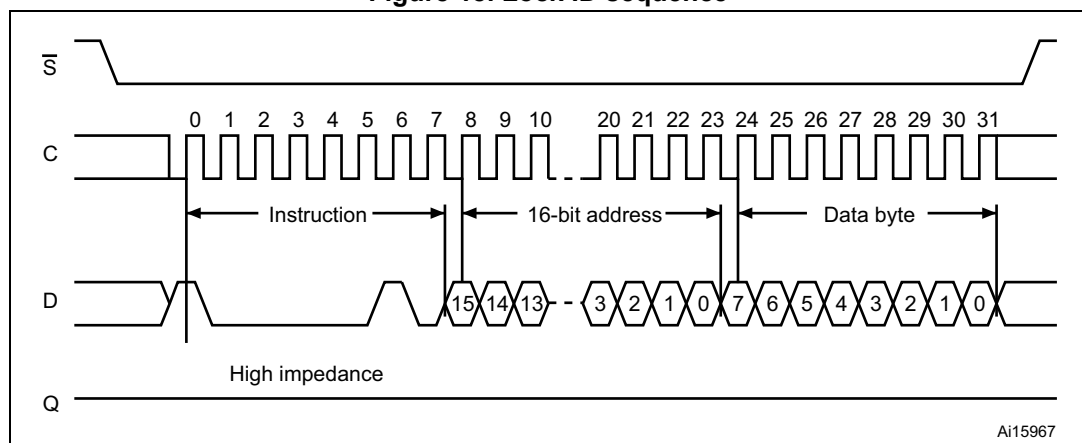 Figure Lock ID sequence
S
0 1 2 3 4 5 6 7 8 9 10 20 21 22 23 24 25 26 27 28 29 30 31
C
Instruction 16-bit address Data byte
D
15 14 13 3 2 1 0 7 6 5 4 3 2 1 0
High impedance
Q
Ai15967